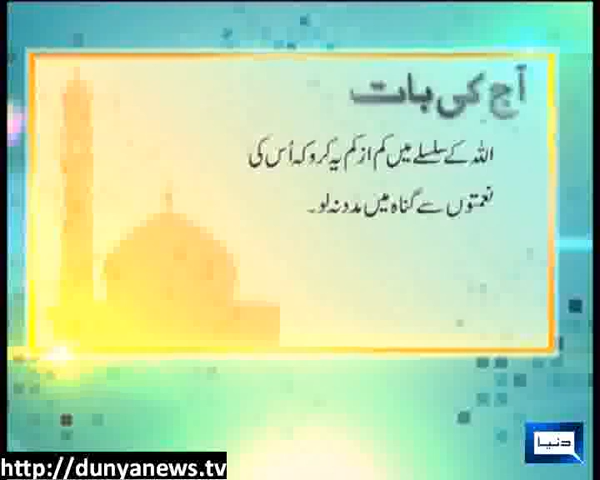 آج کی بات
اللہ کے سلسلے میں کم از کم یہ کرو کہ اُس کی
نعمتوں سے گناہ میں مدد نہ لو۔
دنیا
http://dunyanews.tv